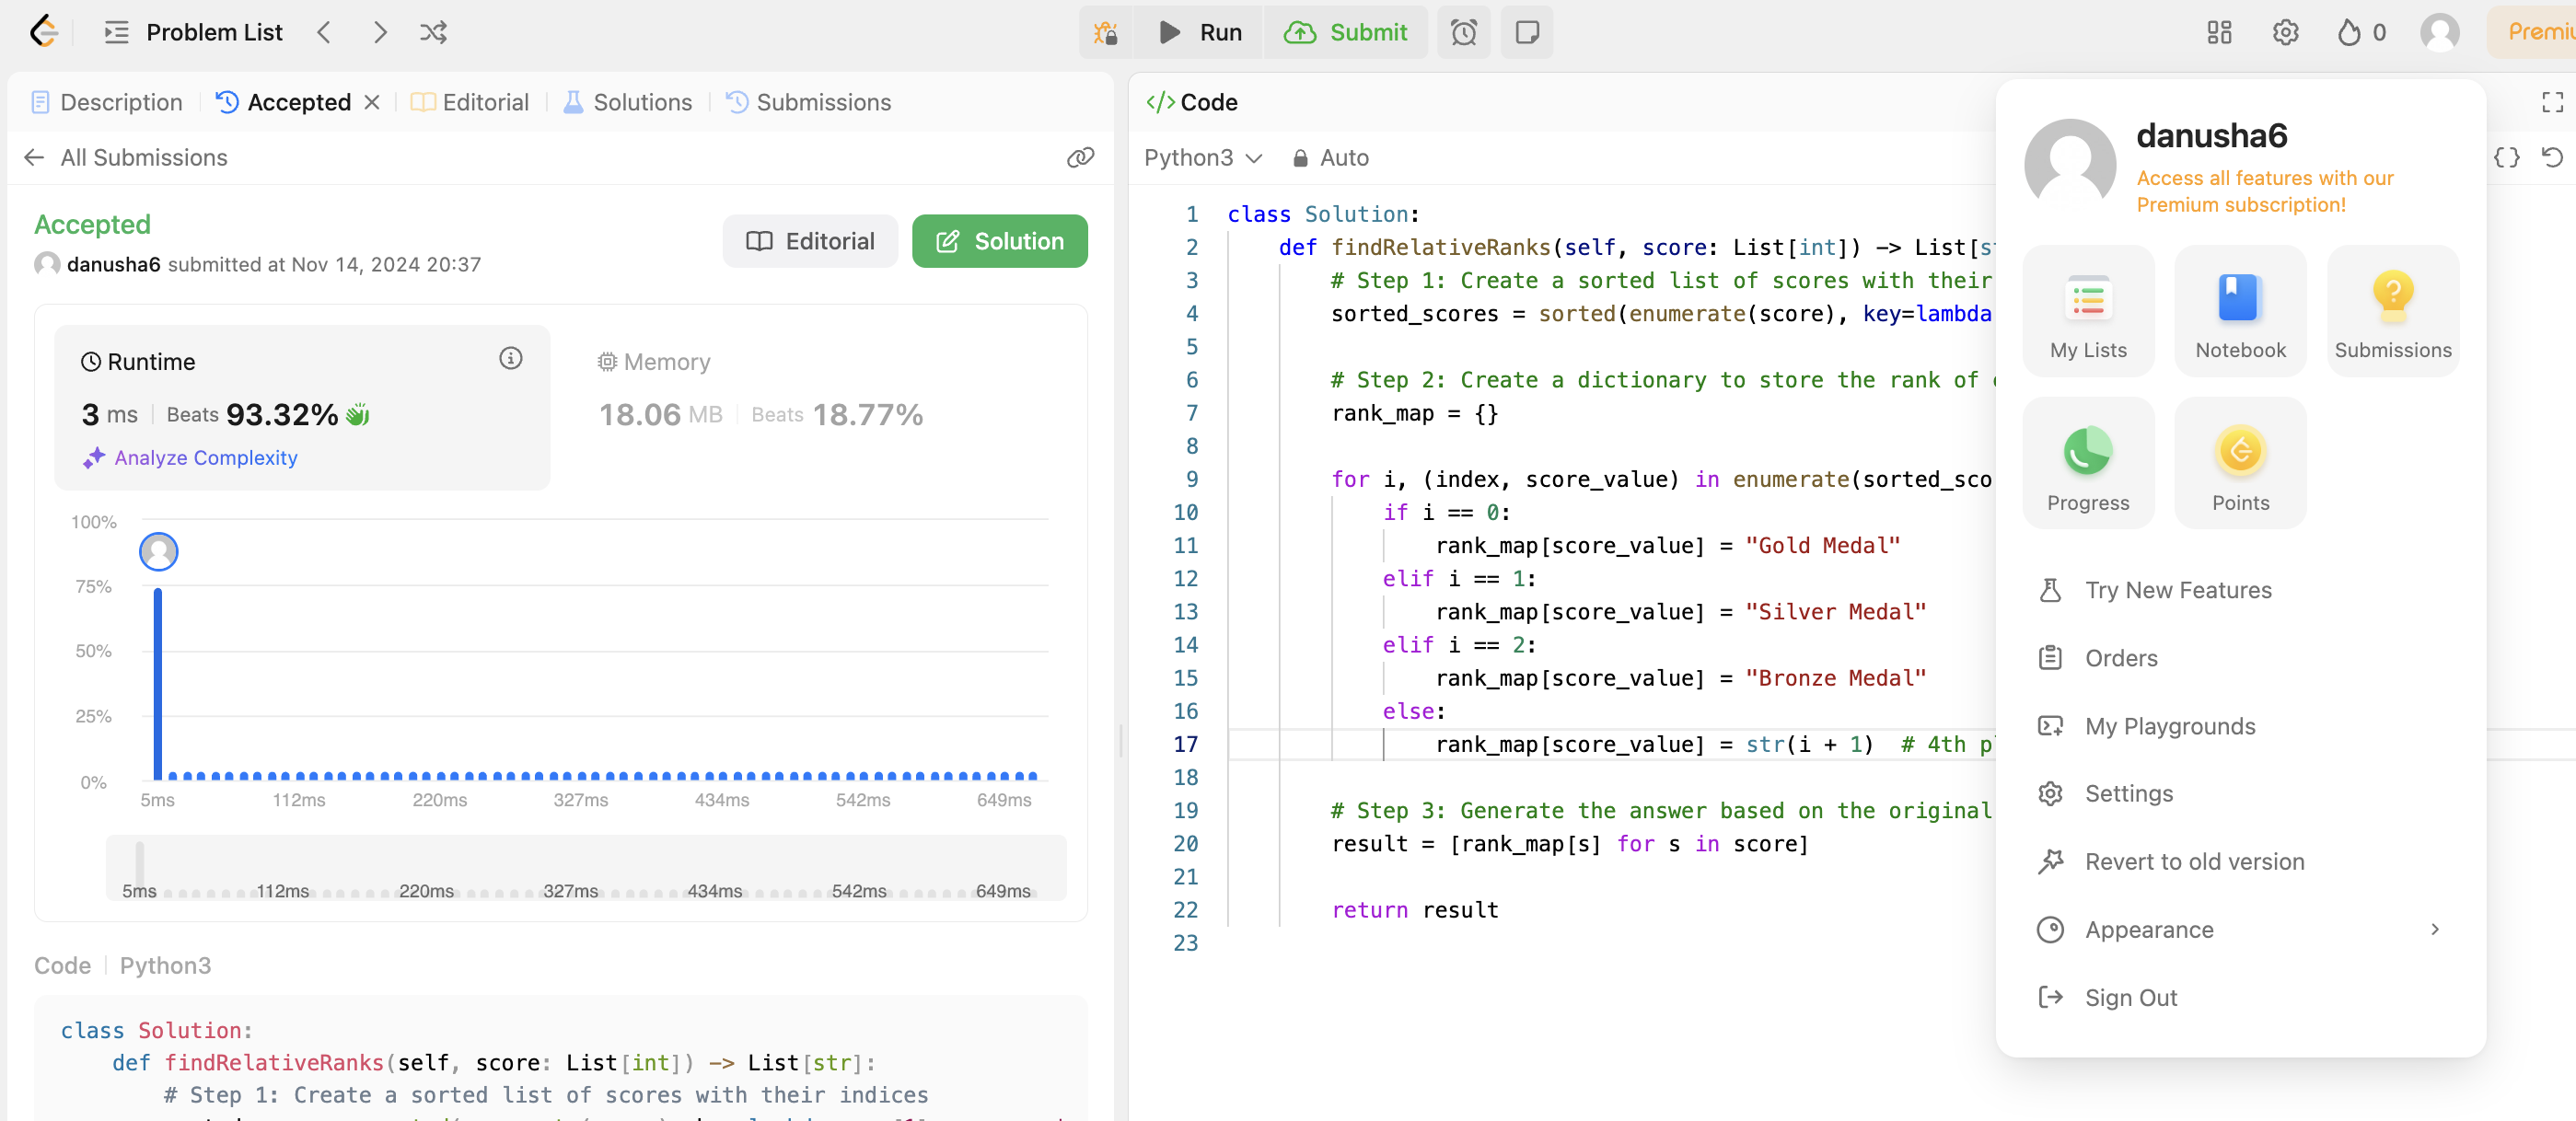 Problem List
Run
Submit
0
Premiu
Description
Accepted
Editorial
Solutions
Submissions
All Submissions
Accepted
danusha6 submitted at Nov 14, 2024 20:37
Editorial
Solution
Runtime
3 ms | Beats 93.32%
Analyze Complexity
Memory
18.06 MB | Beats 18.77%
100%
75%
50%
25%
0%
5ms 112ms 220ms 327ms 434ms 542ms 649ms
5ms 112ms 220ms 327ms 434ms 542ms 649ms
Code | Python3
class Solution:
    def findRelativeRanks(self, score: List[int]) -> List[str]:
        # Step 1: Create a sorted list of scores with their indices
</> Code
Python3
Auto
1 class Solution:
2     def findRelativeRanks(self, score: List[int]) -> List[s
3         # Step 1: Create a sorted list of scores with their
4         sorted_scores = sorted(enumerate(score), key=lambda
5
6         # Step 2: Create a dictionary to store the rank of
7         rank_map = {}
8
9         for i, (index, score_value) in enumerate(sorted_sco
10             if i == 0:
11                 rank_map[score_value] = "Gold Medal"
12             elif i == 1:
13                 rank_map[score_value] = "Silver Medal"
14             elif i == 2:
15                 rank_map[score_value] = "Bronze Medal"
16             else:
17                 rank_map[score_value] = str(i + 1)  # 4th p
18
19         # Step 3: Generate the answer based on the original
20         result = [rank_map[s] for s in score]
21
22         return result
23
danusha6
Access all features with our
Premium subscription!
My Lists
Notebook
Submissions
Progress
Points
Try New Features
Orders
My Playgrounds
Settings
Revert to old version
Appearance
Sign Out